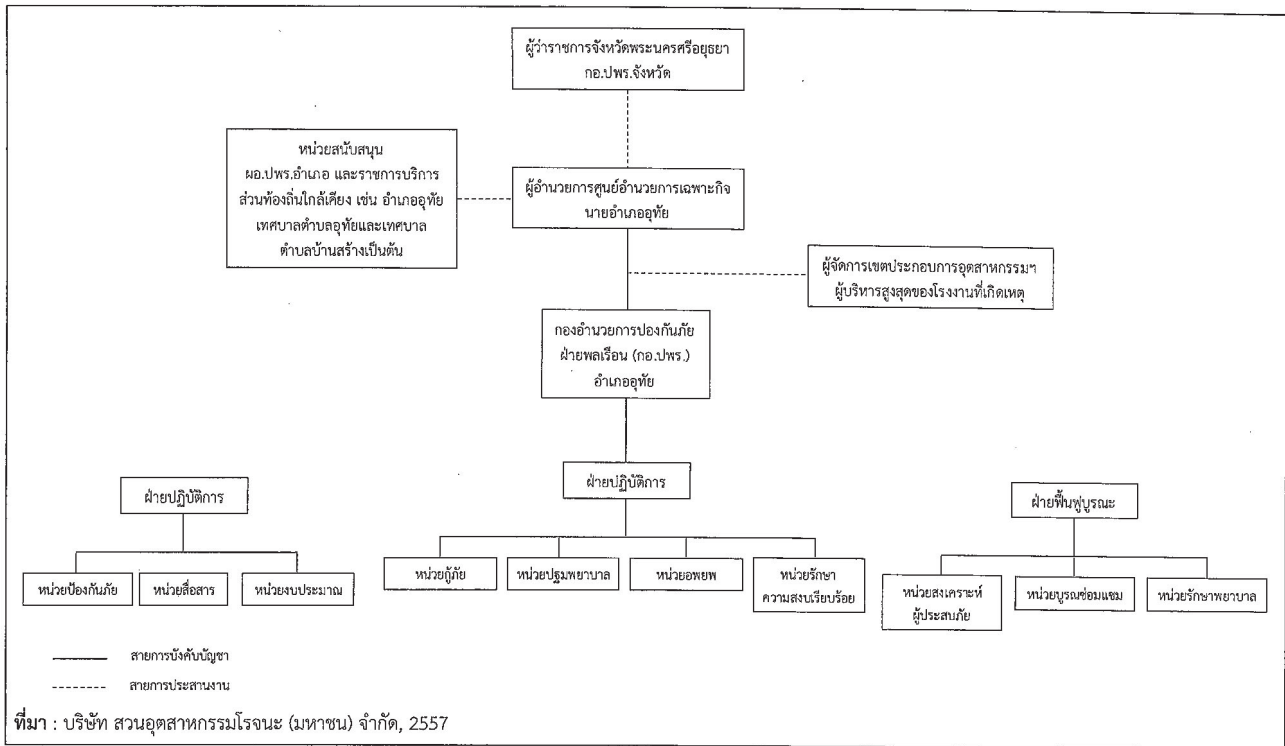 ผู้ว่าราชการจังหวัดพระนครศรีอยุธยา
กอ.ปพร.จังหวัด
หน่วยสนับสนุน
ผอ.ปพร.อำเภอ และราชการบริการ
ส่วนท้องถิ่นใกล้เคียง เช่น อำเภออุทัย
เทศบาลตำบลอุทัยและเทศบาล
ตำบลบ้านสร้างเป็นต้น
ผู้อำนวยการศูนย์อำนวยการเฉพาะกิจ
นายอำเภออุทัย
ผู้จัดการเขตประกอบการอุตสาหกรรมฯ
ผู้บริหารสูงสุดของโรงงานที่เกิดเหตุ
กองอำนวยการปองกันภัย
ฝ่ายพลเรือน (กอ.ปพร.)
อำเภออุทัย
ฝ่ายปฏิบัติการ
ฝ่ายปฏิบัติการ
ฝ่ายฟื้นฟูบูรณะ
หน่วยป้องกันภัย
หน่วยสื่อสาร
หน่วยงบประมาณ
หน่วยกู้ภัย
หน่วยปฐมพยาบาล
หน่วยอพยพ
หน่วยรักษา
ความสงบเรียบร้อย
หน่วยสงเคราะห์
ผู้ประสบภัย
หน่วยบูรณซ่อมแซม
หน่วยรักษาพยาบาล
สายการบังคับบัญชา
สายการประสานงาน
ที่มา : บริษัท สวนอุตสาหกรรมโรจนะ (มหาชน) จำกัด, 2557